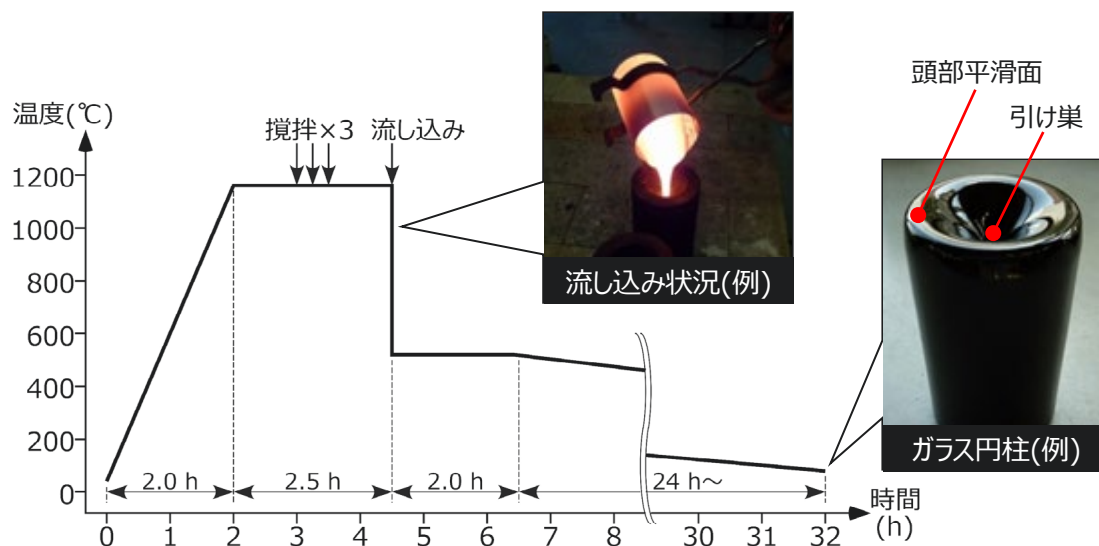 温度(℃)
1200
1000
800
600
400
200
0
撹拌×3
流し込み
流し込み状況(例)
頭部平滑面
引け巣
ガラス円柱(例)
2.0 h
2.5 h
2.0 h
24 h～
0 1 2 3 4 5 6 7 8 30 31 32
時間
(h)